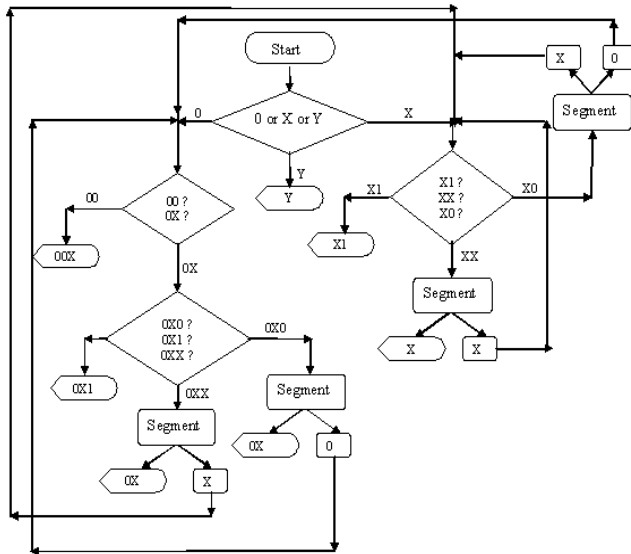 Start
X
0
Segment
0
0 or X or Y
X
Y
Y
00
00 ?
0X ?
X1
X1 ?
XX ?
X0 ?
X0
00X
X1
0X
XX
Segment
0X0 ?
0X1 ?
0XX ?
0X0
X
X
0X1
0XX
Segment
Segment
0X
0
0X
X